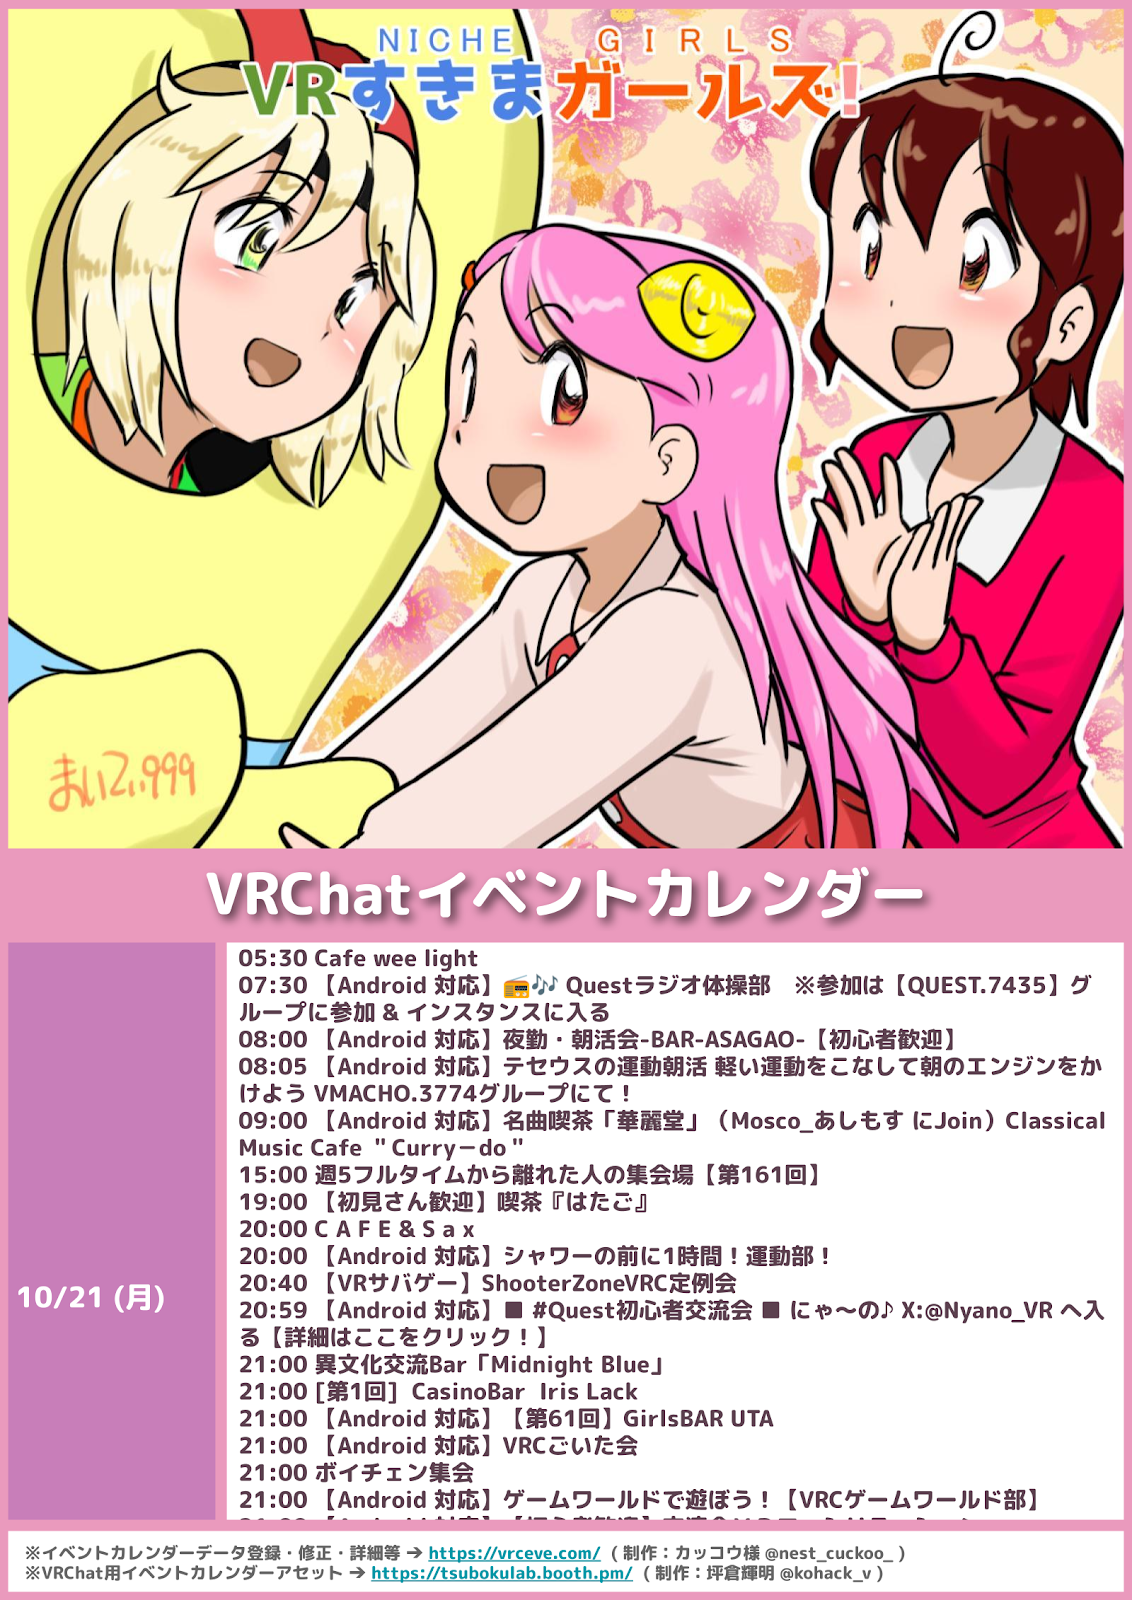 NICHE GIRLS
VRすきまガールズ!
まいてぃ999
VRChatイベントカレンダー
10/21 (月)
05:30 Cafe wee light
07:30 【Android 対応】📻🎶 Questラジオ体操部　※参加は【QUEST.7435】グ
ループに参加 & インスタンスに入る
08:00 【Android 対応】夜勤・朝活会-BAR-ASAGAO-【初心者歓迎】
08:05 【Android 対応】テセウスの運動朝活 軽い運動をこなして朝のエンジンをか
けよう VMACHO.3774グループにて！
09:00 【Android 対応】名曲喫茶「華麗堂」（Mosco_あしもす にJoin）Classical
Music Cafe ＂Curry－do＂
15:00 週5フルタイムから離れた人の集会場【第161回】
19:00 【初見さん歓迎】喫茶『はたご』
20:00 C A F E & S a x
20:00 【Android 対応】シャワーの前に1時間！運動部！
20:40 【VRサバゲー】ShooterZoneVRC定例会
20:59 【Android 対応】■ #Quest初心者交流会 ■ にゃ～の♪ X:@Nyano_VR へ入
る【詳細はここをクリック！】
21:00 異文化交流Bar「Midnight Blue」
21:00 [第1回] CasinoBar Iris Lack
21:00 【Android 対応】【第61回】GirlsBAR UTA
21:00 【Android 対応】VRCごいた会
21:00 ボイチェン集会
21:00 【Android 対応】ゲームワールドで遊ぼう！【VRCゲームワールド部】
※イベントカレンダーデータ登録・修正・詳細等 ➔ https://vrceve.com/ （ 制作：カッコウ様 @nest_cuckoo_ ）
※VRChat用イベントカレンダーアセット ➔ https://tsubokulab.booth.pm/ （ 制作：坪倉輝明 @kohack_v ）